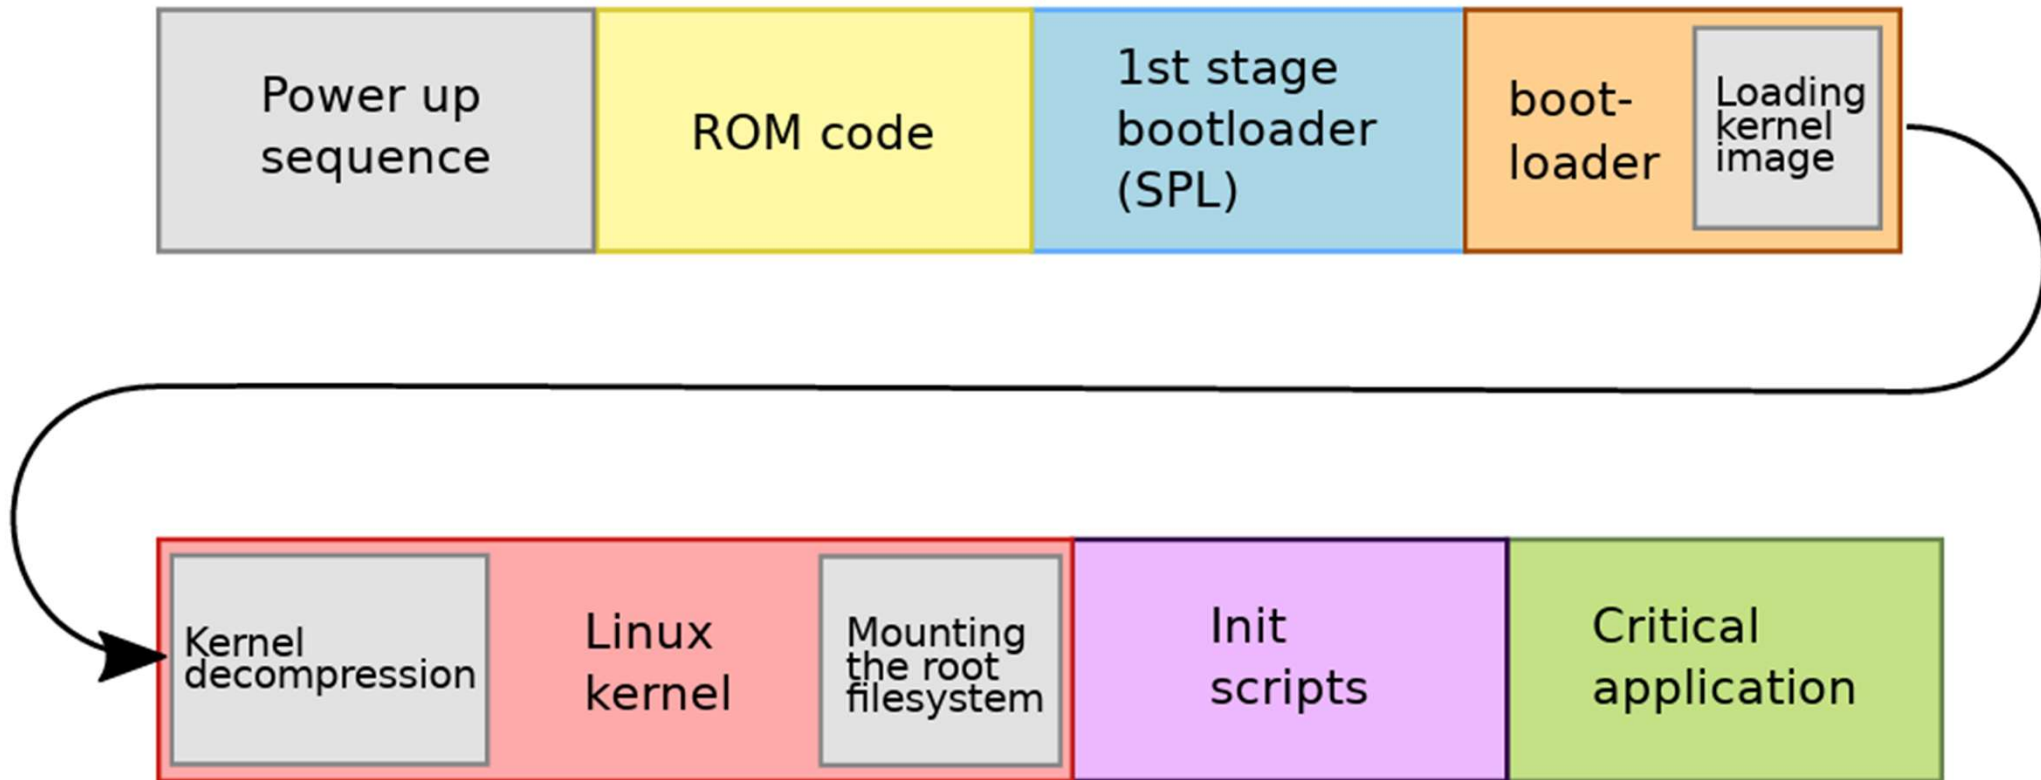 Power up
sequence
ROM code
1st stage
bootloader
(SPL)
boot-
loader
Loading
kernel
image
Kernel
decompression
Linux
kernel
Mounting
the root
filesystem
Init
scripts
Critical
application